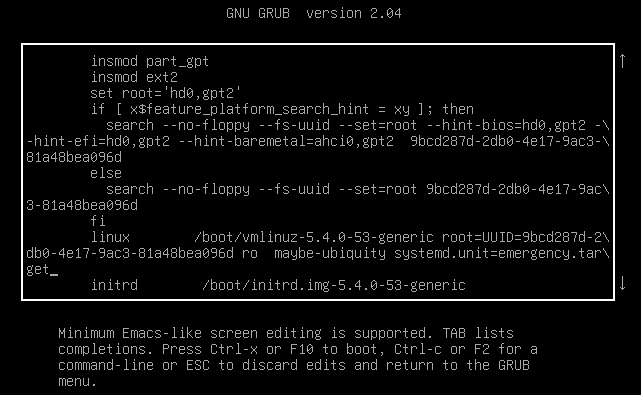 GNU GRUB  version 2.04
insmod part_gpt
insmod ext2
set root='hd0,gpt2'
if [ x$feature_platform_search_hint = xy ]; then
  search --no-floppy --fs-uuid --set=root --hint-bios=hd0,gpt2 -\
-hint-efi=hd0,gpt2 --hint-baremetal=ahci0,gpt2  9bcd287d-2db0-4e17-9ac3-\
81a48bea096d
else
  search --no-floppy --fs-uuid --set=root 9bcd287d-2db0-4e17-9ac\
3-81a48bea096d
fi
linux        /boot/vmlinuz-5.4.0-53-generic root=UUID=9bcd287d-2\
db0-4e17-9ac3-81a48bea096d ro  maybe-ubiquity systemd.unit=emergency.tar\
get_
initrd        /boot/initrd.img-5.4.0-53-generic
Minimum Emacs-like screen editing is supported. TAB lists
completions. Press Ctrl-x or F10 to boot, Ctrl-c or F2 for a
command-line or ESC to discard edits and return to the GRUB
menu.